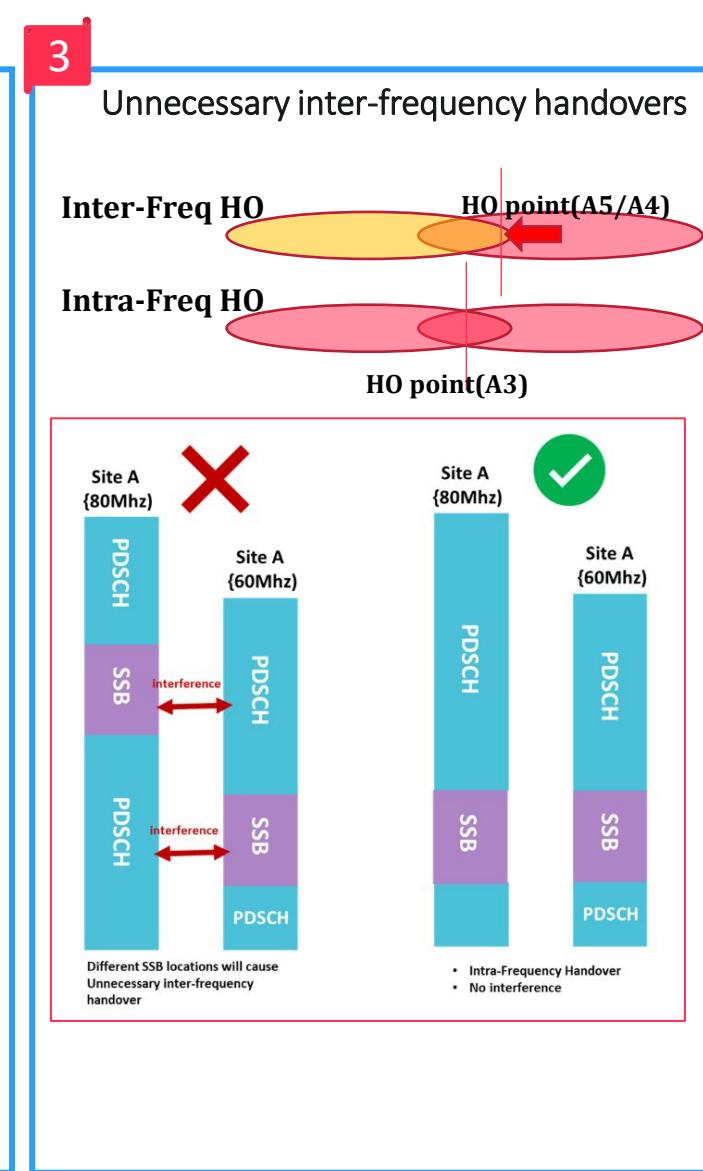 3
Unnecessary inter-frequency handovers
Inter-Freq HO
HO point(A5/A4)
Intra-Freq HO
HO point(A3)
Site A
{80Mhz)
Site A
{60Mhz)
PDSCH
SSB
PDSCH
interference
interference
PDSCH
SSB
PDSCH
Different SSB locations will cause
Unnecessary inter-frequency
handover
Site A
{80Mhz)
Site A
{60Mhz)
PDSCH
SSB
PDSCH
SSB
PDSCH
• Intra-Frequency Handover
• No interference